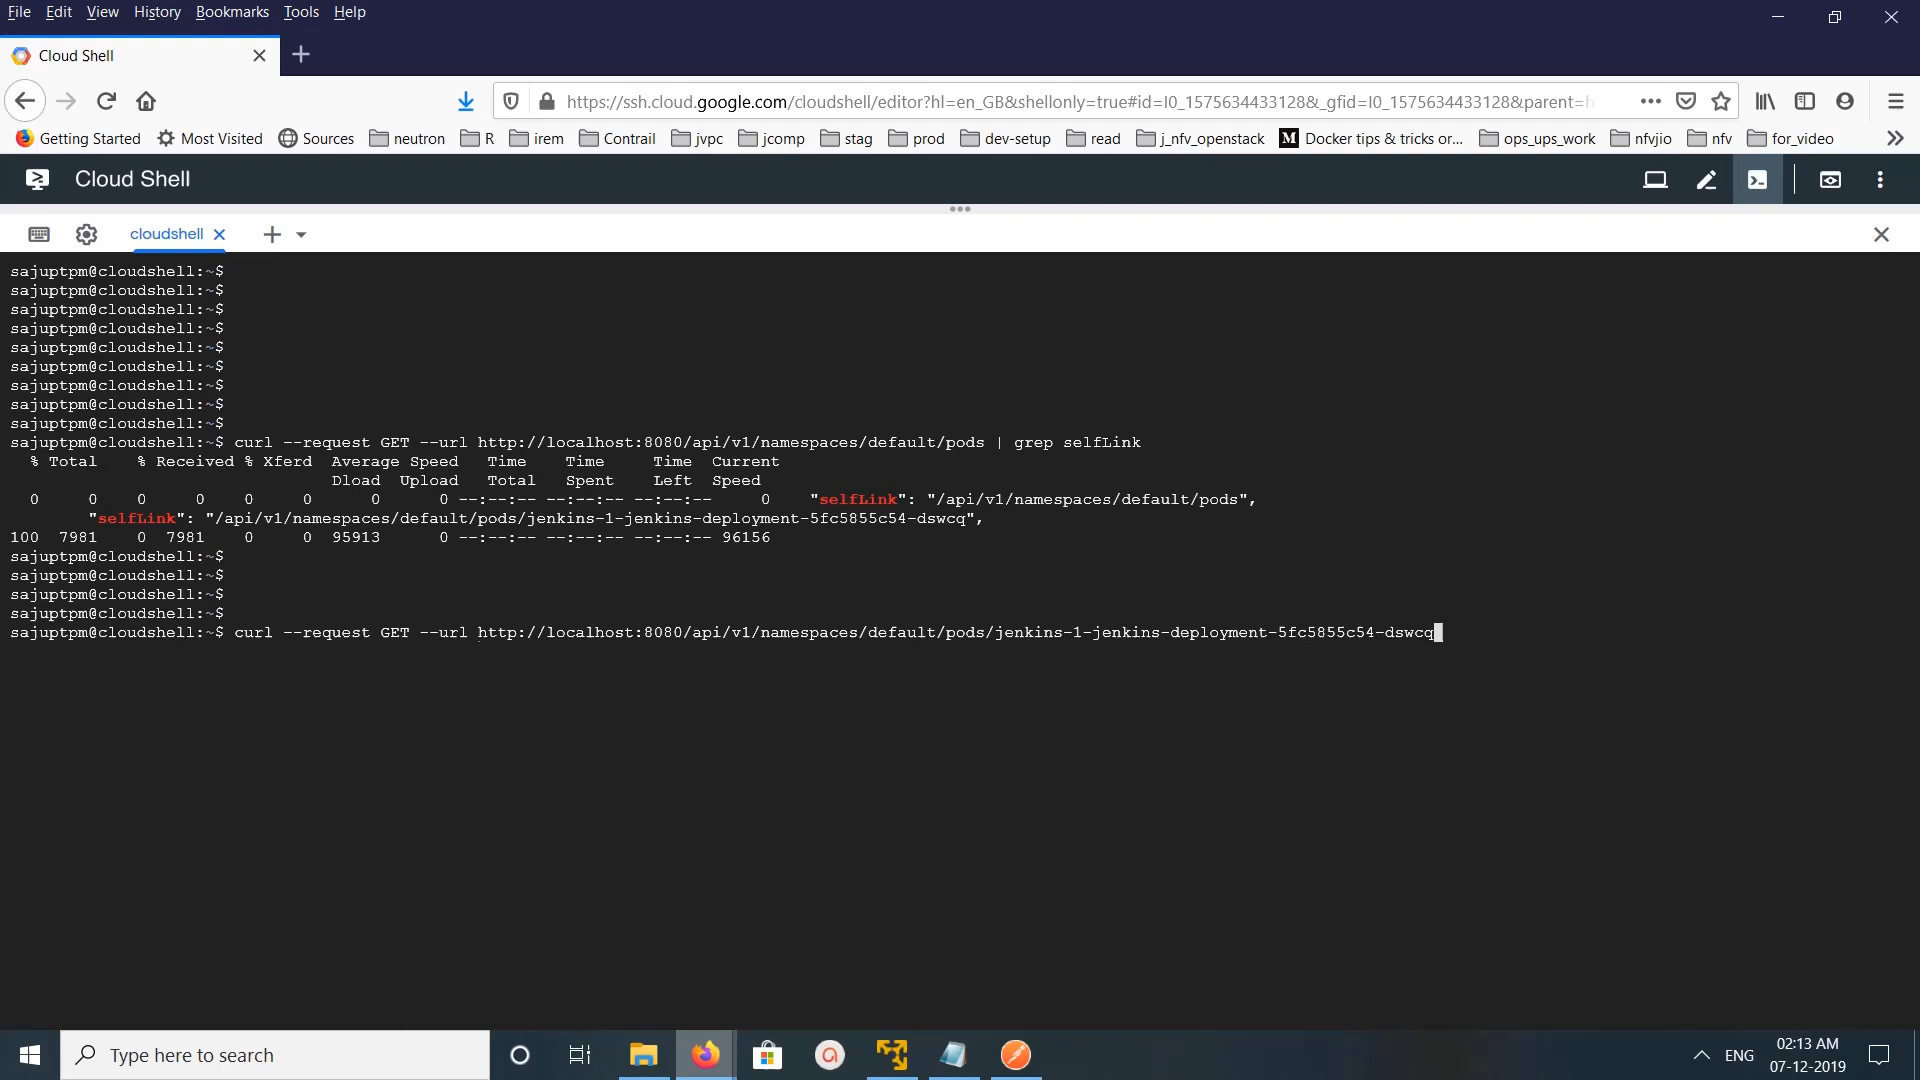 File Edit View History Bookmarks Tools Help
Cloud Shell
https://ssh.cloud.google.com/cloudshell/editor?hl=en_GB&shellonly=true#id=I0_1575634433128&_gfid=I0_1575634433128&parent=h
Getting Started Most Visited Sources neutron R irem Contrail jvpc jcomp stag prod dev-setup read j_nfv_openstack M Docker tips & tricks or... ops_ups_work nfvjio nfv for_video
Cloud Shell
cloudshell
sajuptpm@cloudshell:~$
sajuptpm@cloudshell:~$
sajuptpm@cloudshell:~$
sajuptpm@cloudshell:~$
sajuptpm@cloudshell:~$
sajuptpm@cloudshell:~$
sajuptpm@cloudshell:~$
sajuptpm@cloudshell:~$
sajuptpm@cloudshell:~$
sajuptpm@cloudshell:~$ curl --request GET --url http://localhost:8080/api/v1/namespaces/default/pods | grep selfLink
% Total % Received % Xferd Average Speed Time Time Time Current
Dload Upload Total Spent Left Speed
0 0 0 0 0 0 0 0 --:--:-- --:--:-- --:--:-- 0 "selfLink": "/api/v1/namespaces/default/pods",
"selfLink": "/api/v1/namespaces/default/pods/jenkins-1-jenkins-deployment-5fc5855c54-dswcq",
100 7981 0 7981 0 0 95913 0 --:--:-- --:--:-- --:--:-- 96156
sajuptpm@cloudshell:~$
sajuptpm@cloudshell:~$
sajuptpm@cloudshell:~$
sajuptpm@cloudshell:~$
sajuptpm@cloudshell:~$ curl --request GET --url http://localhost:8080/api/v1/namespaces/default/pods/jenkins-1-jenkins-deployment-5fc5855c54-dswcq
Type here to search
ENG
02:13 AM
07-12-2019